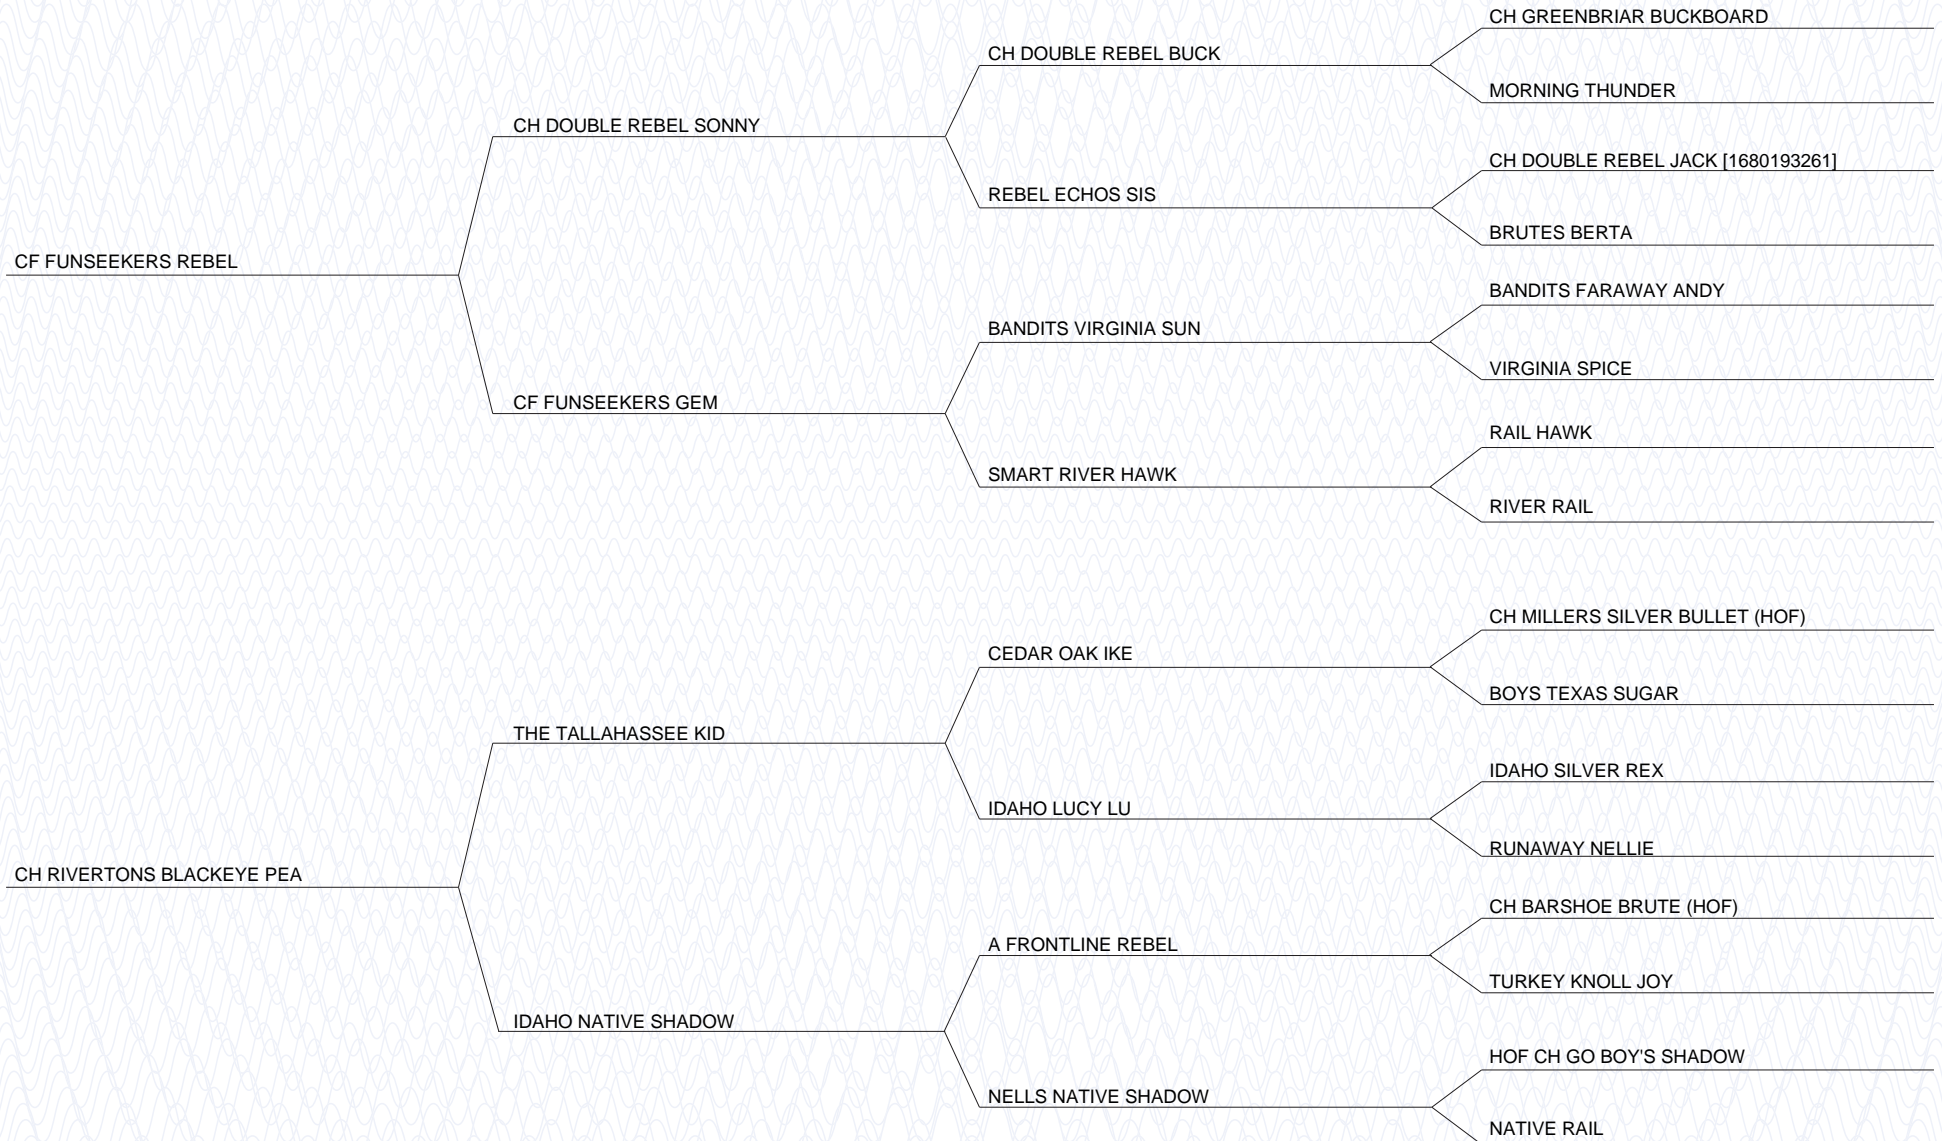 CH GREENBRIAR BUCKBOARD
CH DOUBLE REBEL BUCK
MORNING THUNDER
CH DOUBLE REBEL SONNY
CH DOUBLE REBEL JACK [1680193261]
REBEL ECHOS SIS
BRUTES BERTA
CF FUNSEEKERS REBEL
BANDITS FARAWAY ANDY
BANDITS VIRGINIA SUN
VIRGINIA SPICE
CF FUNSEEKERS GEM
RAIL HAWK
SMART RIVER HAWK
RIVER RAIL
CH MILLERS SILVER BULLET (HOF)
CEDAR OAK IKE
BOYS TEXAS SUGAR
THE TALLAHASSEE KID
IDAHO SILVER REX
IDAHO LUCY LU
RUNAWAY NELLIE
CH RIVERTONS BLACKEYE PEA
CH BARSHOE BRUTE (HOF)
A FRONTLINE REBEL
TURKEY KNOLL JOY
IDAHO NATIVE SHADOW
HOF CH GO BOY'S SHADOW
NELLS NATIVE SHADOW
NATIVE RAIL